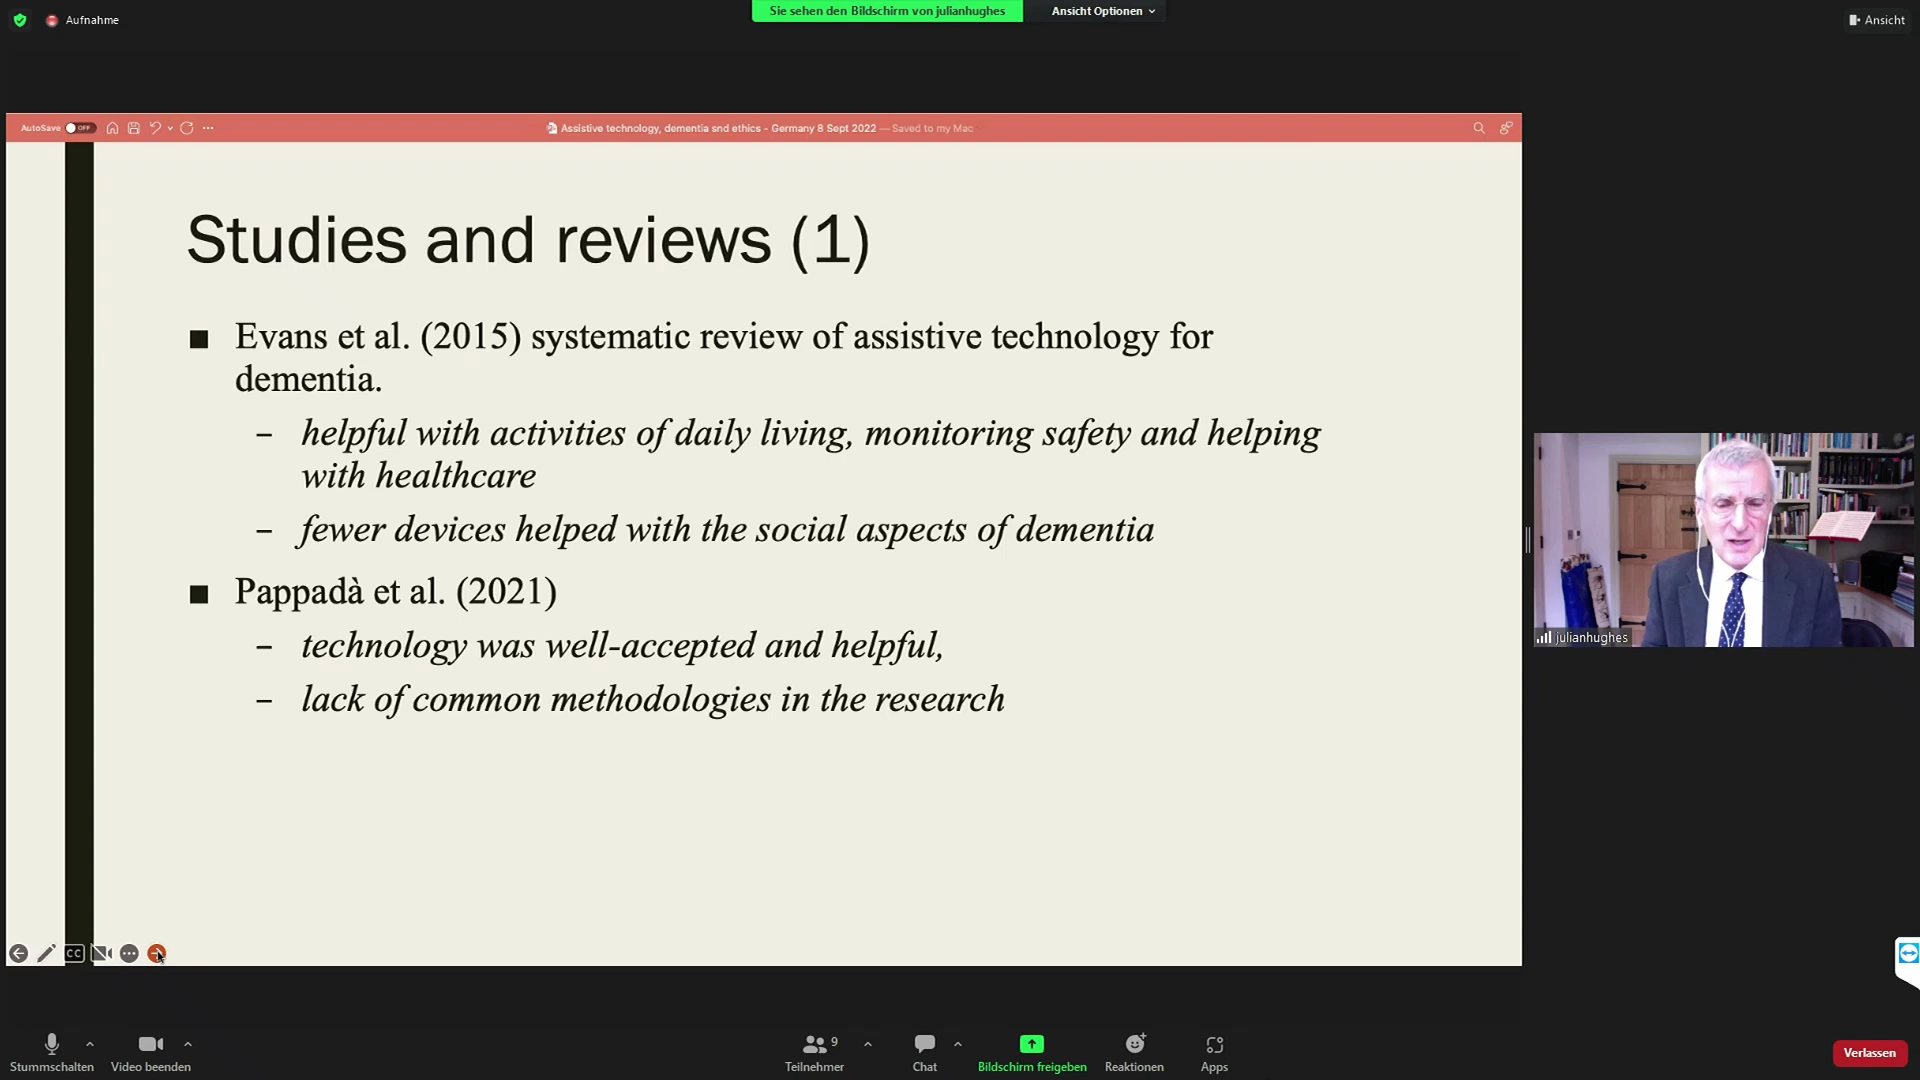 Aufnahme
Sie sehen den Bildschirm von julianhughes
Ansicht Optionen
Ansicht
AutoSave OFF
Assistive technology, dementia snd ethics - Germany 8 Sept 2022 — Saved to my Mac
Studies and reviews (1)
■ Evans et al. (2015) systematic review of assistive technology for
dementia.
– helpful with activities of daily living, monitoring safety and helping
with healthcare
– fewer devices helped with the social aspects of dementia
■ Pappadà et al. (2021)
– technology was well-accepted and helpful,
– lack of common methodologies in the research
julianhughes
CC
Stummschalten
Video beenden
9
Teilnehmer
Chat
Bildschirm freigeben
Reaktionen
Apps
Verlassen